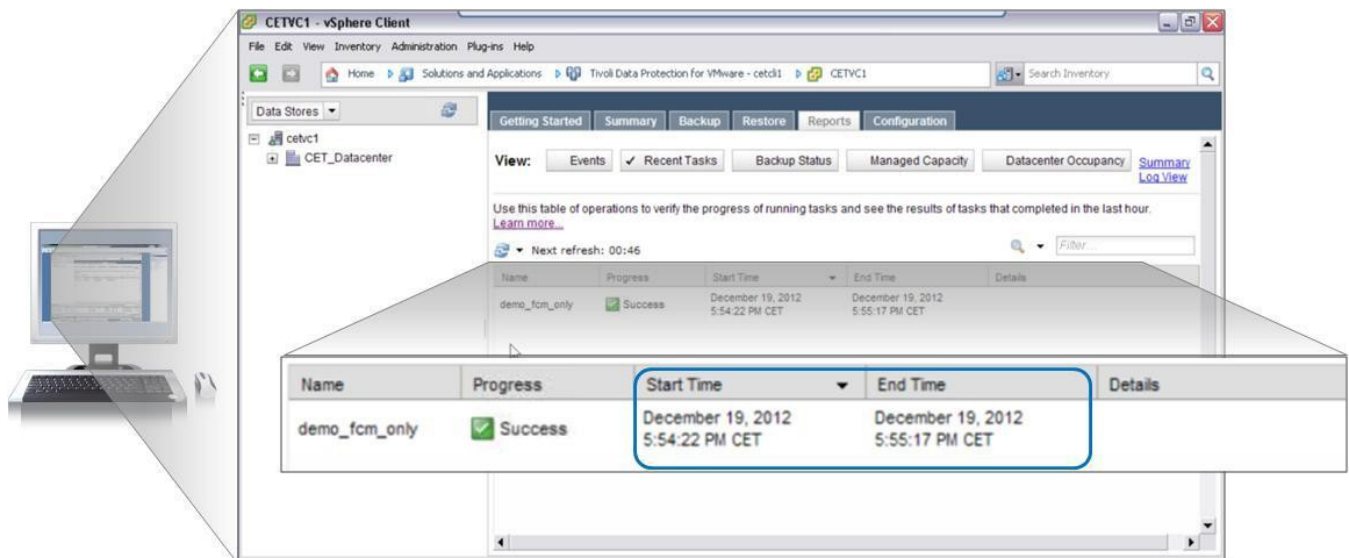 CETVC1 - vSphere Client
File Edit View Inventory Administration Plug-ins Help
Home Solutions and Applications Tivoli Data Protection for VMware - cetcli1 CETVC1 Search Inventory
Data Stores
Getting Started Summary Backup Restore Reports Configuration
cetvc1
CET_Datacenter
View: Events ✓ Recent Tasks Backup Status Managed Capacity Datacenter Occupancy Summary
Log View
Use this table of operations to verify the progress of running tasks and see the results of tasks that completed in the last hour.
Learn more...
Next refresh: 00:46 Filter...
Name Progress Start Time End Time Details
demo_fcm_only Success December 19, 2012 December 19, 2012
5:54:22 PM CET 5:55:17 PM CET
Name Progress Start Time End Time Details
demo_fcm_only Success December 19, 2012 December 19, 2012
5:54:22 PM CET 5:55:17 PM CET